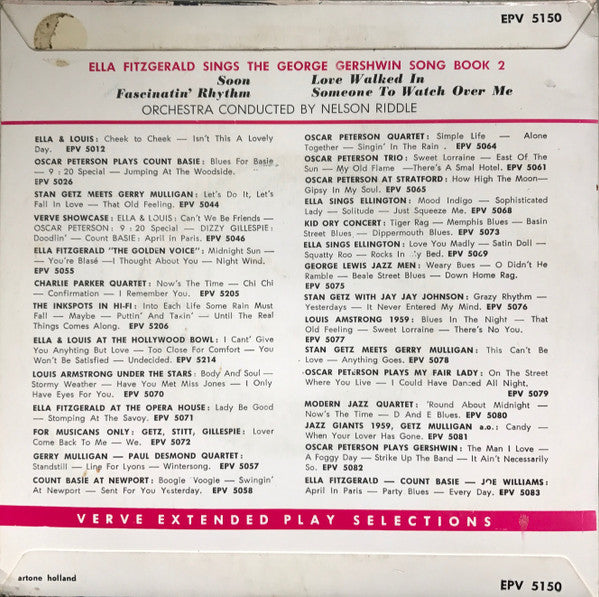 EPV 5150
ELLA FITZGERALD SINGS THE GEORGE GERSHWIN SONG BOOK 2
Soon Love Walked In
Fascinatin' Rhythm Someone To Watch Over Me
ORCHESTRA CONDUCTED BY NELSON RIDDLE
ELLA & LOUIS: Cheek to Cheek — Isn't This A Lovely
Day. EPV 5012
OSCAR PETERSON PLAYS COUNT BASIE: Blues For Basie
— 9 : 20 Special — Jumping At The Woodside.
EPV 5026
STAN GETZ MEETS GERRY MULLIGAN: Let's Do It, Let's
Fall In Love — That Old Feeling. EPV 5044
VERVE SHOWCASE: ELLA & LOUIS: Can't We Be Friends —
OSCAR PETERSON: 9 : 20 Special — DIZZY GILLESPIE:
Doodlin' — Count BASIE: April in Paris. EPV 5046
ELLA FITZGERALD "THE GOLDEN VOICE": Midnight Sun —
— You're Blasé — I Thought About You — Night Wind.
EPV 5055
CHARLIE PARKER QUARTET: Now's The Time — Chi Chi
— Confirmation — I Remember You. EPV 5205
THE INKSPOTS IN HI-FI: Into Each Life Some Rain Must
Fall — Maybe — Puttin' And Taxin' — Until The Real
Things Comes Along. EPV 5206
ELLA & LOUIS AT THE HOLLYWOOD BOWL: I Cant' Give
You Anyhting But Love — Too Close For Comfort — You
Won't Be Satisfied — Undecided. EPV 5214
LOUIS ARMSTRONG UNDER THE STARS: Body And Soul —
Stormy Weather — Have You Met Miss Jones — I Only
Have Eyes For You. EPV 5070
ELLA FITZGERALD AT THE OPERA HOUSE: Lady Be Good
— Stomping At The Savoy. EPV 5071
FOR MUSICANS ONLY: GETZ, STITT, GILLESPIE: Lover
Come Back To Me — We. EPV 5072
GERRY MULLIGAN — PAUL DESMOND QUARTET:
Standstill — Line For Lyons — Wintersong. EPV 5057
COUNT BASIE AT NEWPORT: Boogie Voogie — Swingin'
At Newport — Sent For You Yesterday. EPV 5058
OSCAR PETERSON QUARTET: Simple Life — Alone
Together — Singin' In The Rain . EPV 5064
OSCAR PETERSON TRIO: Sweet Lorraine — East Of The
Sun — My Old Flame —There's A Smal Hotel. EPV 5061
OSCAR PETERSON AT STRATFORD: How High The Moon—
Gipsy In My Soul. EPV 5065
ELLA SINGS ELLINGTON: Mood Indigo — Sophisticated
Lady — Solitude — Just Squeeze Me. EPV 5068
KID ORY CONCERT: Tiger Rag — Memphis Blues — Basin
Street Blues — Dippermouth Blues. EPV 5073
ELLA SINGS ELLINGTON: Love You Madly — Satin Doll —
Squatty Roo — Rocks In My Bed. EPV 5069
GEORGE LEWIS JAZZ MEN: Weary Bues — O Didn't He
Ramble — Beale Street Blues — Down Home Rag.
EPV 5075
STAN GETZ WITH JAY JAY JOHNSON: Grazy Rhythm —
Yesterdays — It Never Entered My Mind. EPV 5076
LOUIS AMSTRONG 1959: Blues In The Night — That
Old Feeling — Sweet Lorraine — There's No You.
EPV 5077
STAN GETZ MEETS GERRY MULLIGAN: This Can't Be
Love — Anything Goes. EPV 5078
OSCAR PETERSON PLAYS MY FAIR LADY: On The Street
Where You Live — I Could Have Danced All Night.
EPV 5079
MODERN JAZZ QUARTET: 'Round About Midnight —
Now's The Time — D And E Blues. EPV 5080
JAZZ GIANTS 1959, GETZ MULLIGAN a.o.: Candy —
When Your Lover Has Gone. EPV 5081
OSCAR PETERSON PLAYS GERSHWIN: The Man I Love —
A Foggy Day — Strike Up The Band — It Ain't Necessarily
So. EPV 5082
ELLA FITZGERALD — COUNT BASIE — JOE WILLIAMS:
April In Paris — Party Blues — Every Day. EPV 5083
VERVE EXTENDED PLAY SELECTIONS
artone holland
EPV 5150